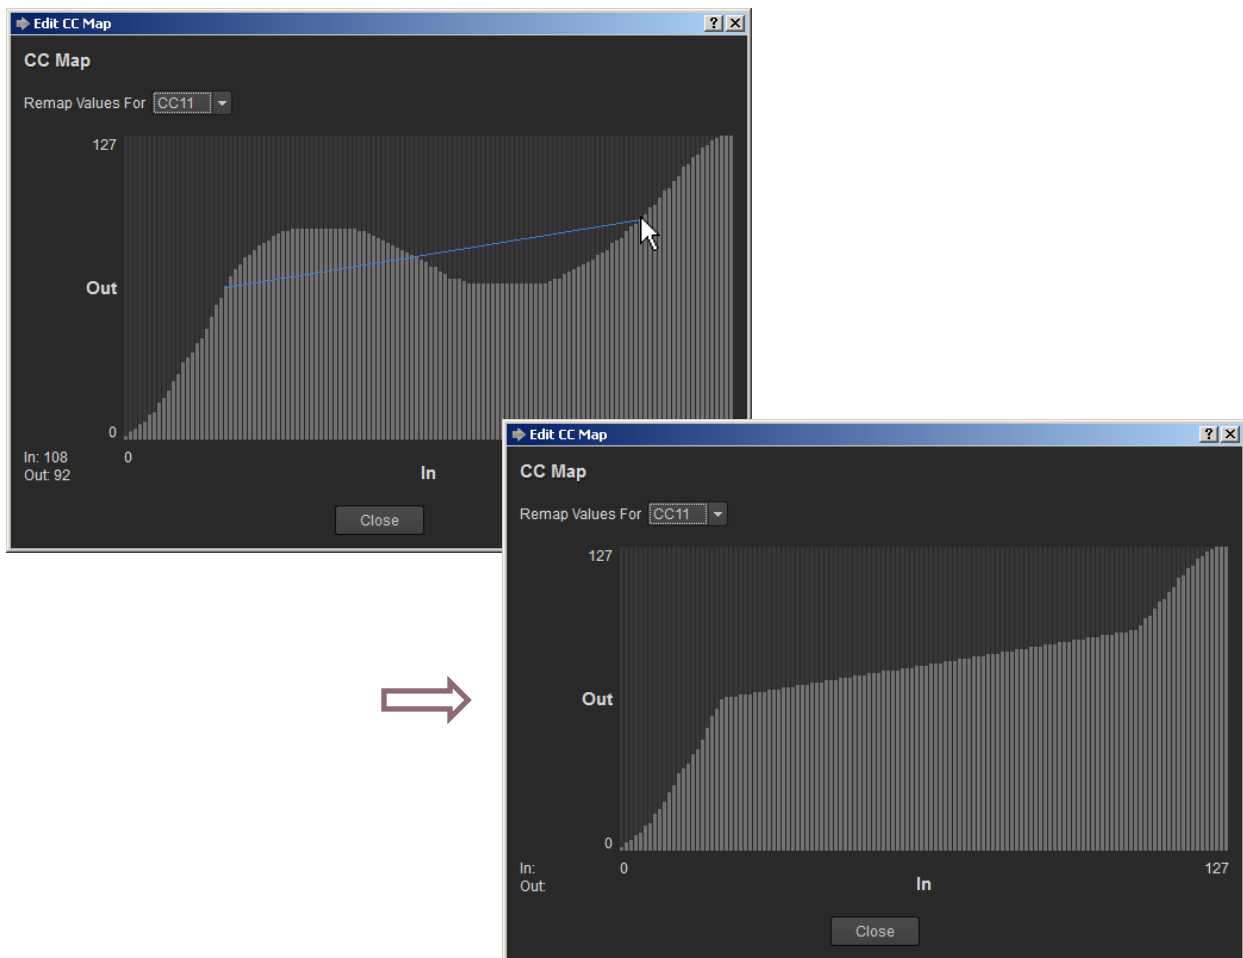 Edit CC Map
CC Map
Remap Values For CC11
127
Out
0
In: 108
0
Out: 92
In
Close
Edit CC Map
CC Map
Remap Values For CC11
127
Out
0
In:
0
127
Out:
In
Close